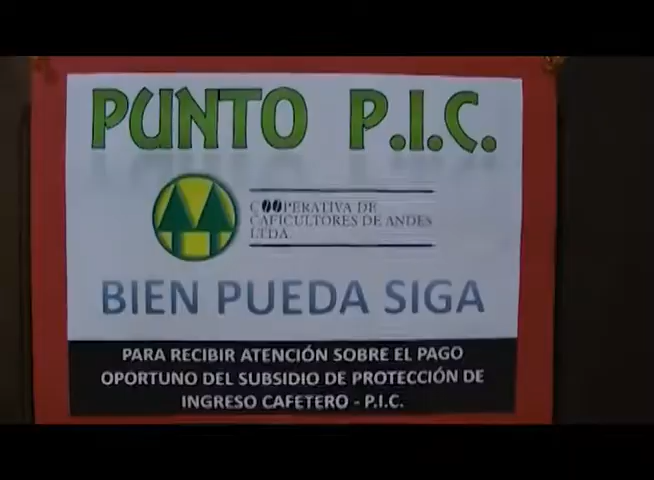 PUNTO P.I.C.
COOPERATIVA DE
CAFICULTORES DE ANDES
LTDA.
BIEN PUEDA SIGA
PARA RECIBIR ATENCIÓN SOBRE EL PAGO
OPORTUNO DEL SUBSIDIO DE PROTECCIÓN DE
INGRESO CAFETERO - P.I.C.